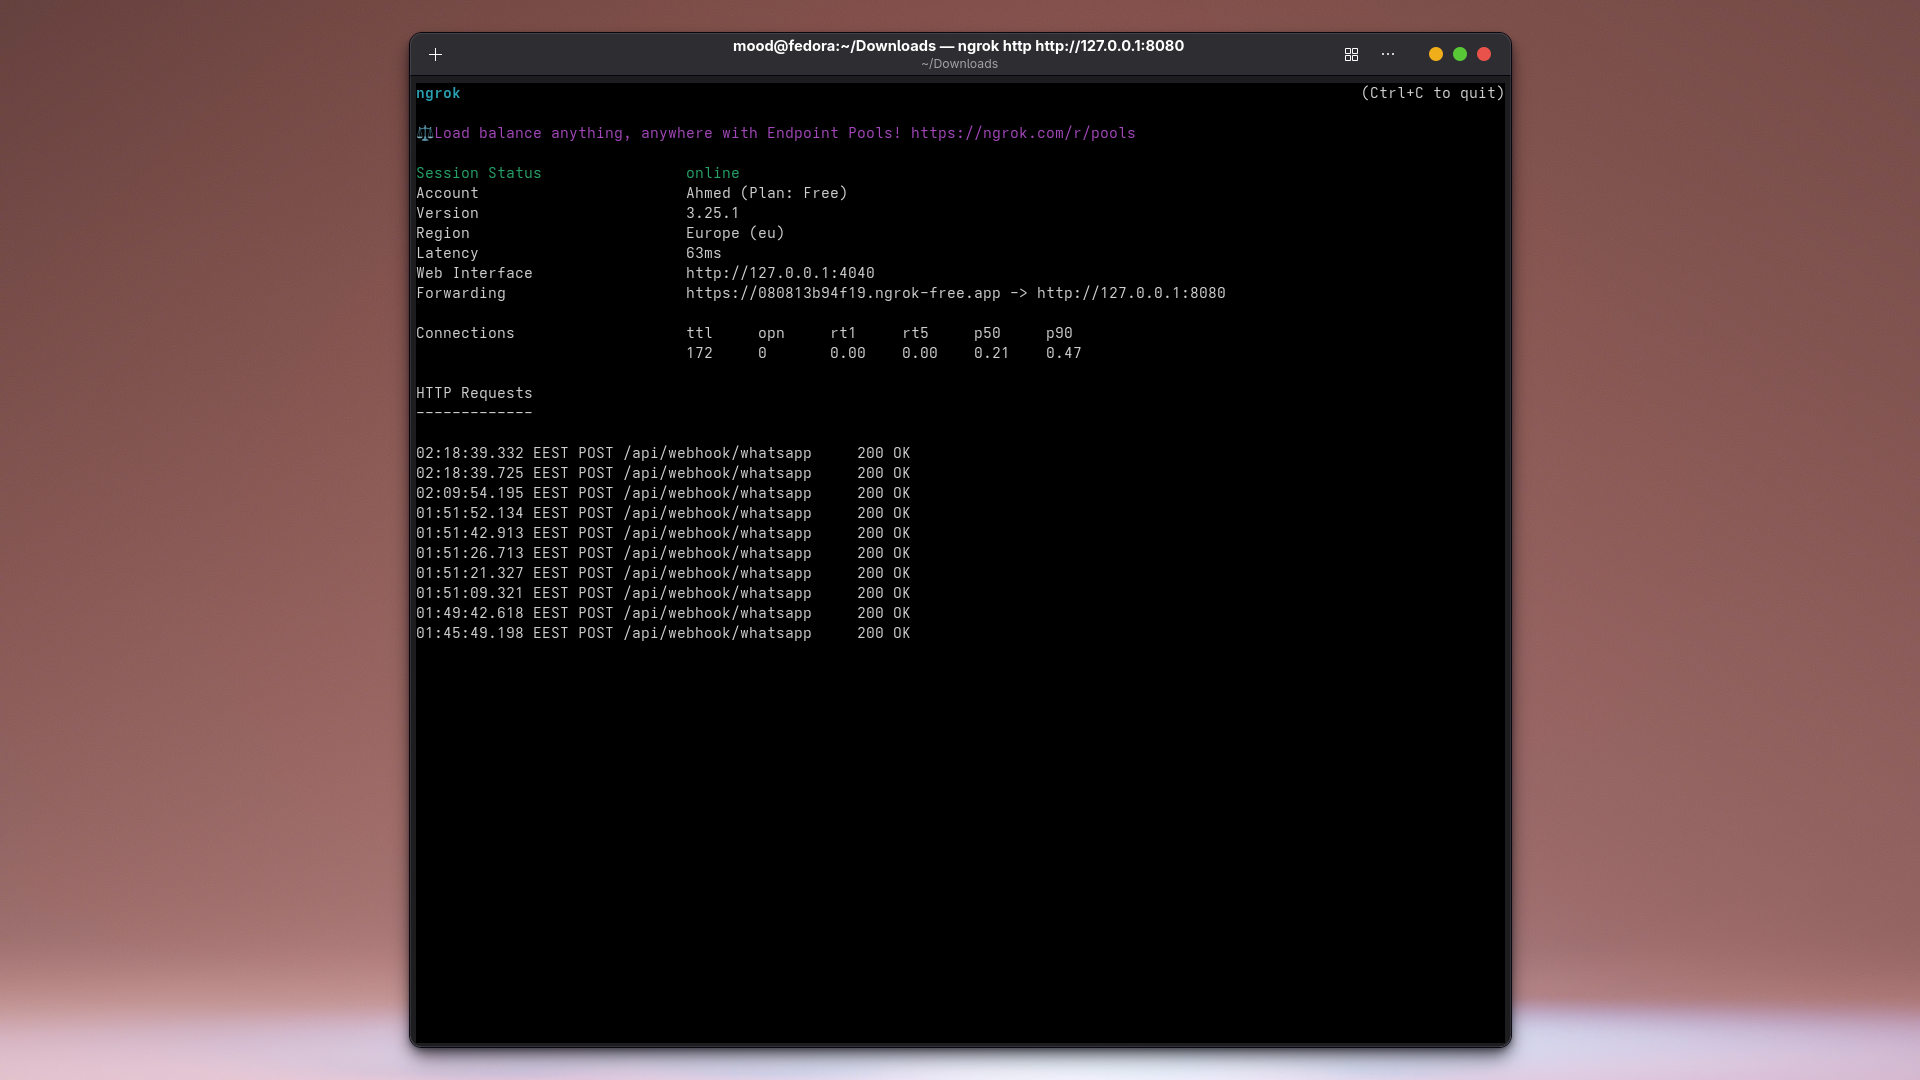 mood@fedora:~/Downloads — ngrok http http://127.0.0.1:8080
~/Downloads
ngrok (Ctrl+C to quit)
Load balance anything, anywhere with Endpoint Pools! https://ngrok.com/r/pools
Session Status online
Account Ahmed (Plan: Free)
Version 3.25.1
Region Europe (eu)
Latency 63ms
Web Interface http://127.0.0.1:4040
Forwarding https://080813b94f19.ngrok-free.app -> http://127.0.0.1:8080
Connections ttl opn rt1 rt5 p50 p90
172 0 0.00 0.00 0.21 0.47
HTTP Requests
-------------
02:18:39.332 EEST POST /api/webhook/whatsapp 200 OK
02:18:39.725 EEST POST /api/webhook/whatsapp 200 OK
02:09:54.195 EEST POST /api/webhook/whatsapp 200 OK
01:51:52.134 EEST POST /api/webhook/whatsapp 200 OK
01:51:42.913 EEST POST /api/webhook/whatsapp 200 OK
01:51:26.713 EEST POST /api/webhook/whatsapp 200 OK
01:51:21.327 EEST POST /api/webhook/whatsapp 200 OK
01:51:09.321 EEST POST /api/webhook/whatsapp 200 OK
01:49:42.618 EEST POST /api/webhook/whatsapp 200 OK
01:45:49.198 EEST POST /api/webhook/whatsapp 200 OK